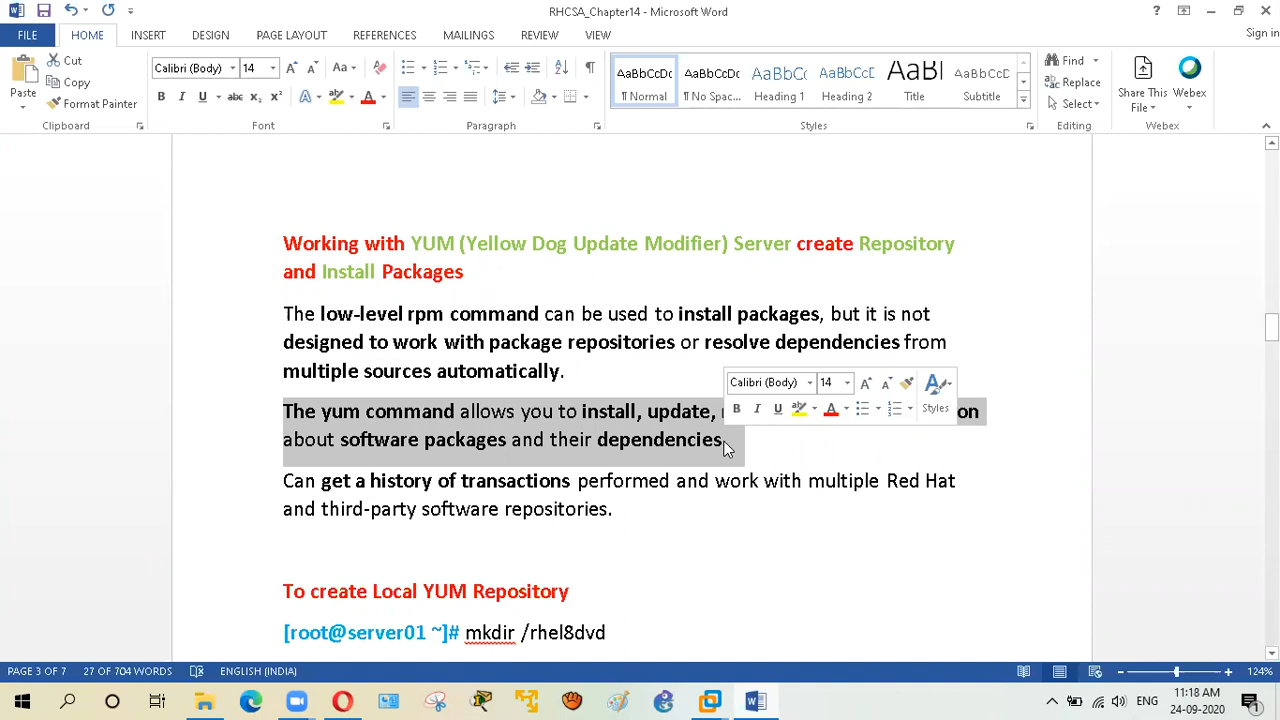 RHCSA_Chapter14 - Microsoft Word
?
Sign in
FILE HOME INSERT DESIGN PAGE LAYOUT REFERENCES MAILINGS REVIEW VIEW
Paste
Cut
Copy
Format Painter
Clipboard
Calibri (Body) 14
Aa
B I U abc x₂ x²
A A
Font
Paragraph
AaBbCcDc AaBbCcDc AaBbCc AaBbCcD AaBl AaBbCcD
¶ Normal ¶ No Spac... Heading 1 Heading 2 Title Subtitle
Styles
Find
Replace
Select
Editing
Share This File
Webex
Webex
Working with YUM (Yellow Dog Update Modifier) Server create Repository
and Install Packages
The low-level rpm command can be used to install packages, but it is not
designed to work with package repositories or resolve dependencies from
multiple sources automatically.
Calibri (Body) 14
B I U
Styles
The yum command allows you to install, update, on
about software packages and their dependencies.
Can get a history of transactions performed and work with multiple Red Hat
and third-party software repositories.
To create Local YUM Repository
[root@server01 ~]# mkdir /rhel8dvd
PAGE 3 OF 7 27 OF 704 WORDS ENGLISH (INDIA) 124%
ENG
11:18 AM
24-09-2020
1